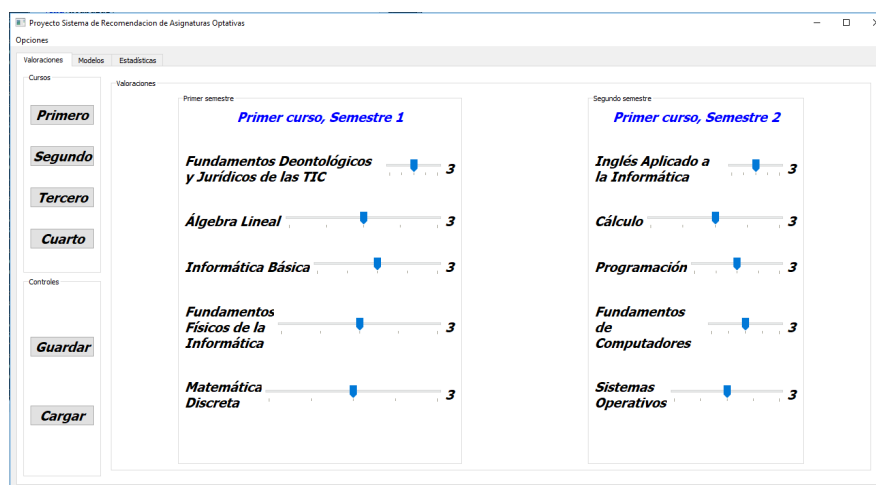 Proyecto Sistema de Recomendacion de Asignaturas Optativas
Opciones
Valoraciones Modelos Estadísticas
Cursos
Primero
Segundo
Tercero
Cuarto
Controles
Guardar
Cargar
Valoraciones
Primer semestre
Primer curso, Semestre 1
Fundamentos Deontológicos
y Jurídicos de las TIC 3
Álgebra Lineal 3
Informática Básica 3
Fundamentos
Físicos de la 3
Informática
Matemática
Discreta 3
Segundo semestre
Primer curso, Semestre 2
Inglés Aplicado a
la Informática 3
Cálculo 3
Programación 3
Fundamentos
de 3
Computadores
Sistemas
Operativos 3